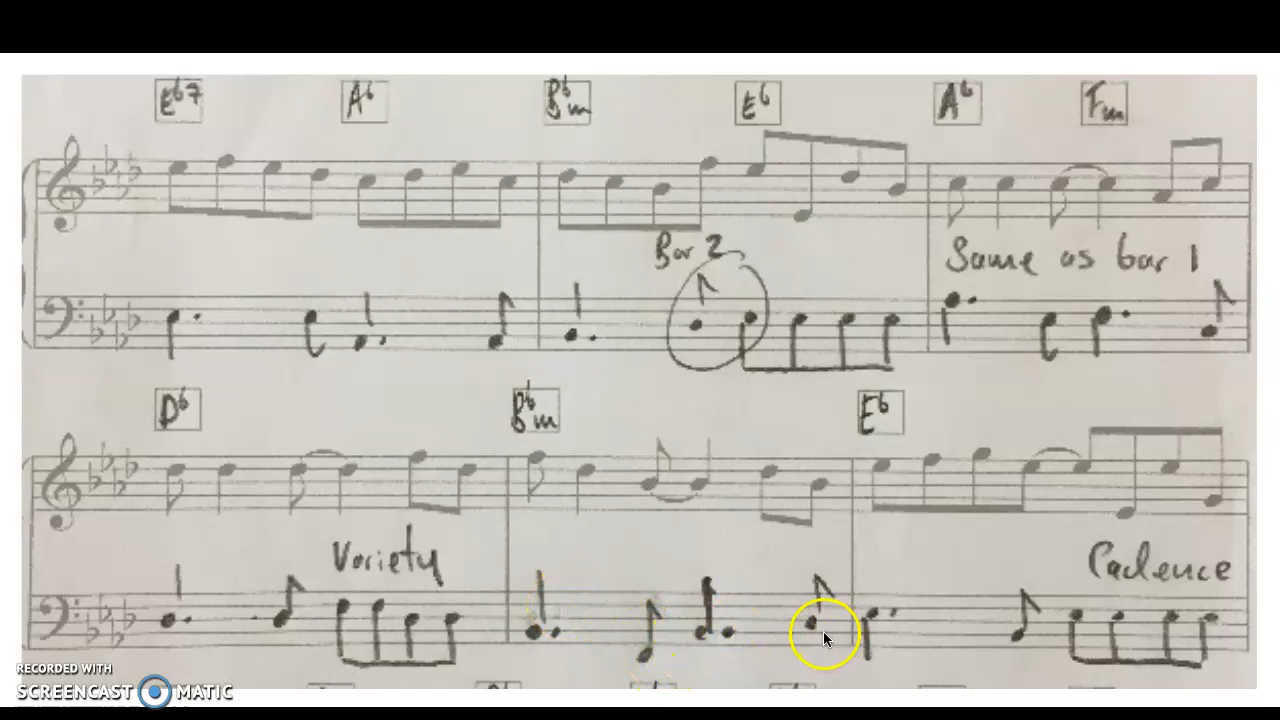 E♭7 A♭ B♭m E♭ A♭ Fm
Bar 2
Same as bar 1
D♭ B♭m E♭
Variety
Cadence
RECORDED WITH
SCREENCAST MATIC